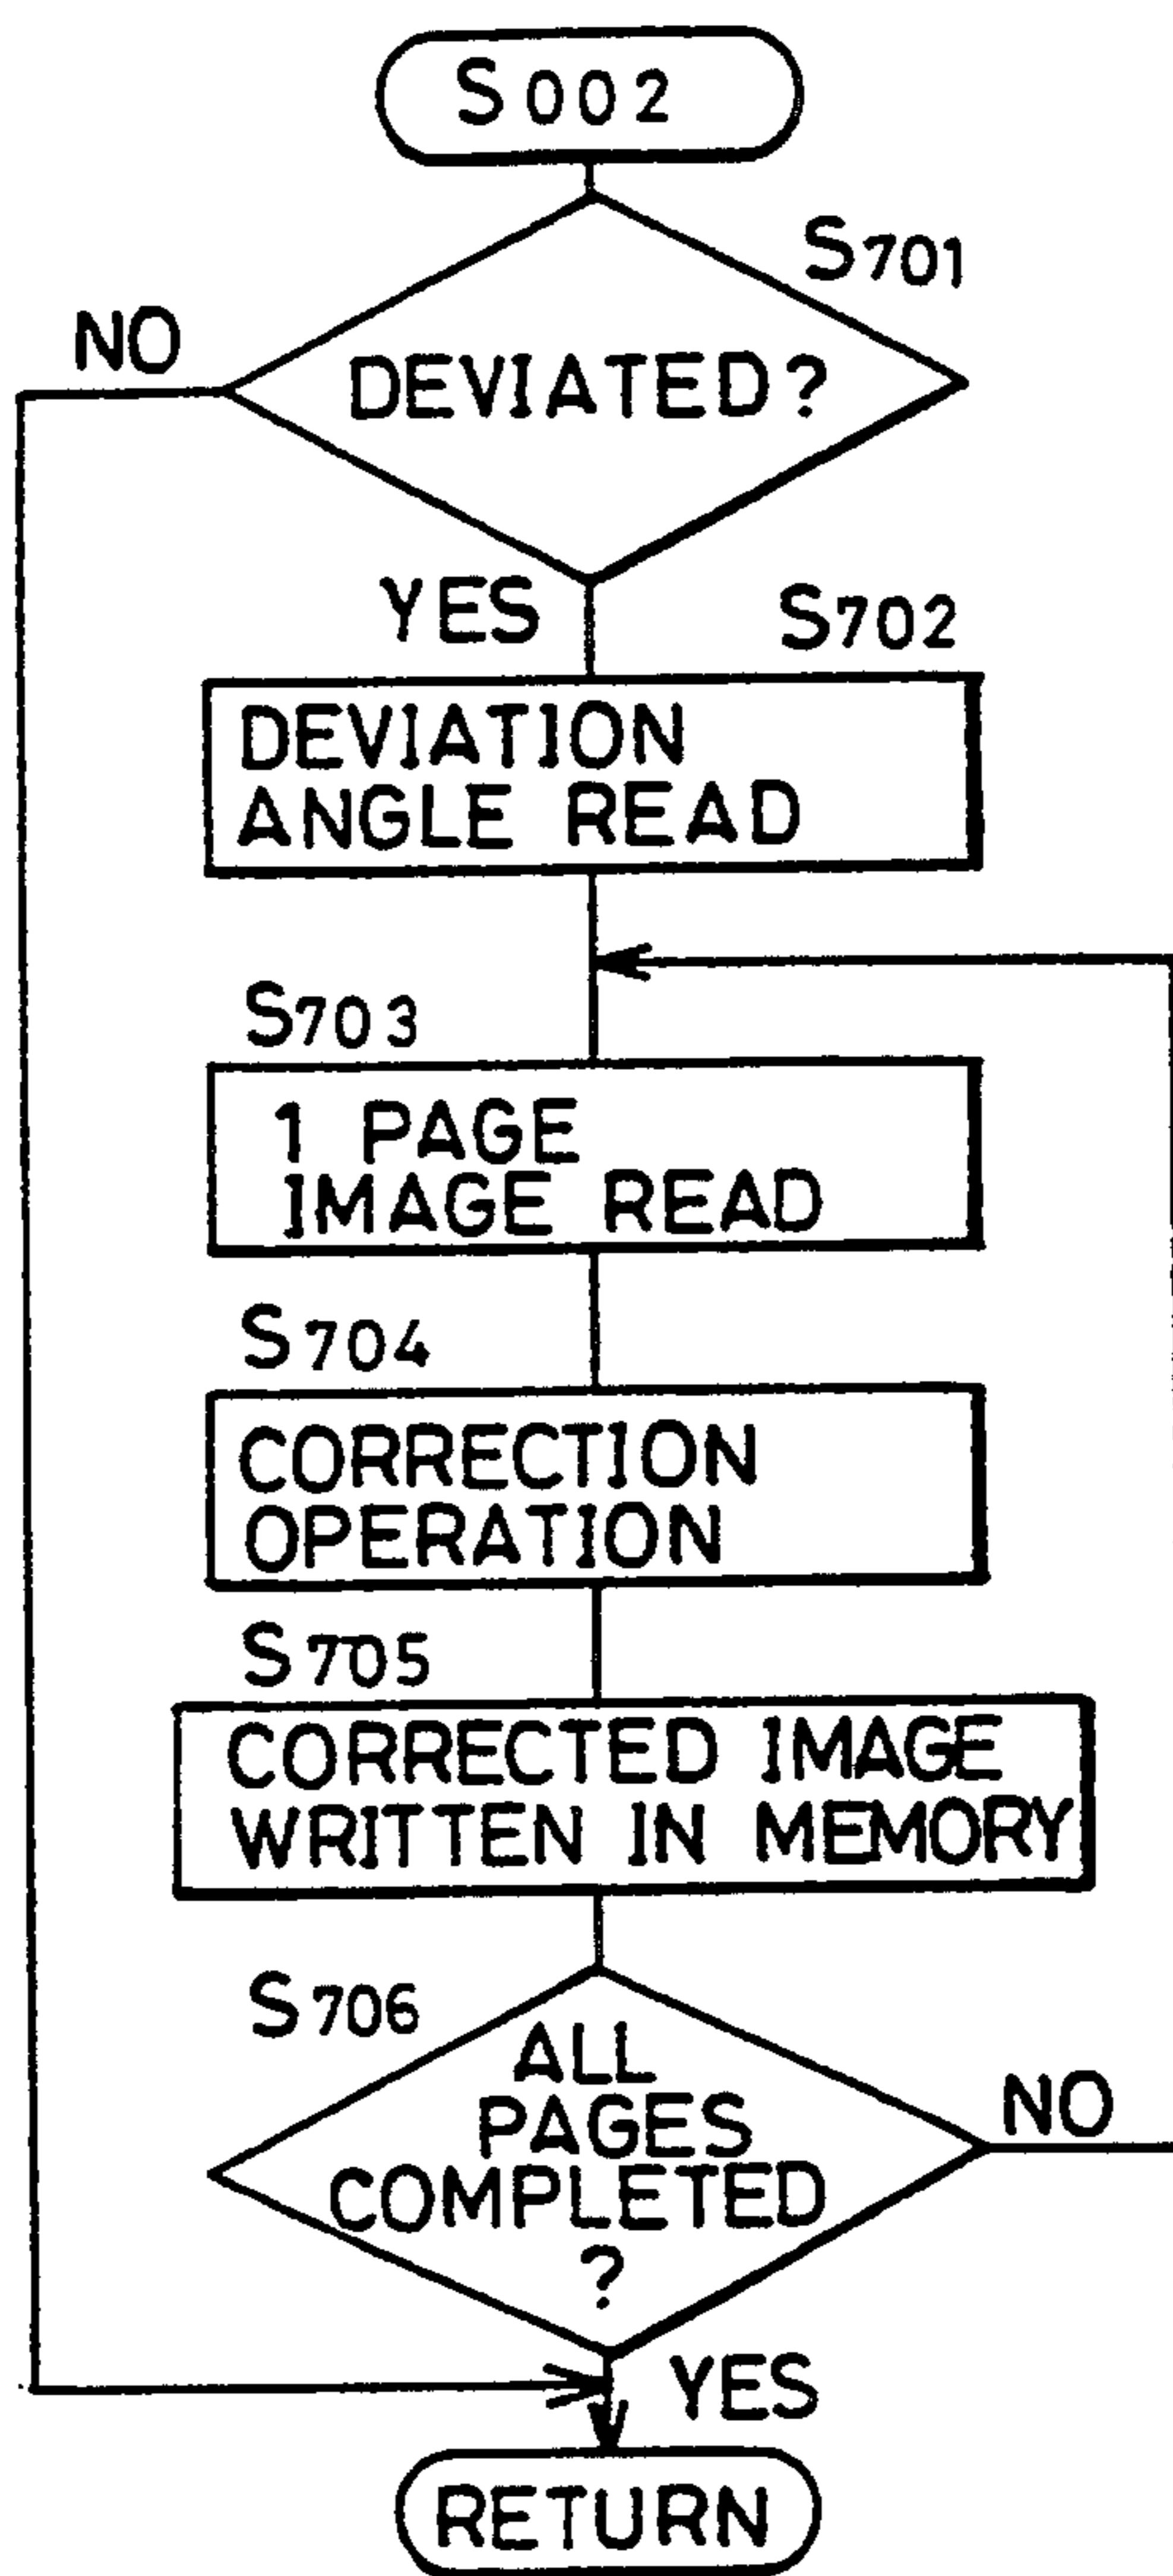 S002
S701
NO
DEVIATED?
YES
S702
DEVIATION
ANGLE READ
S703
1 PAGE
IMAGE READ
S704
CORRECTION
OPERATION
S705
CORRECTED IMAGE
WRITTEN IN MEMORY
S706
ALL
PAGES
COMPLETED
?
NO
YES
RETURN